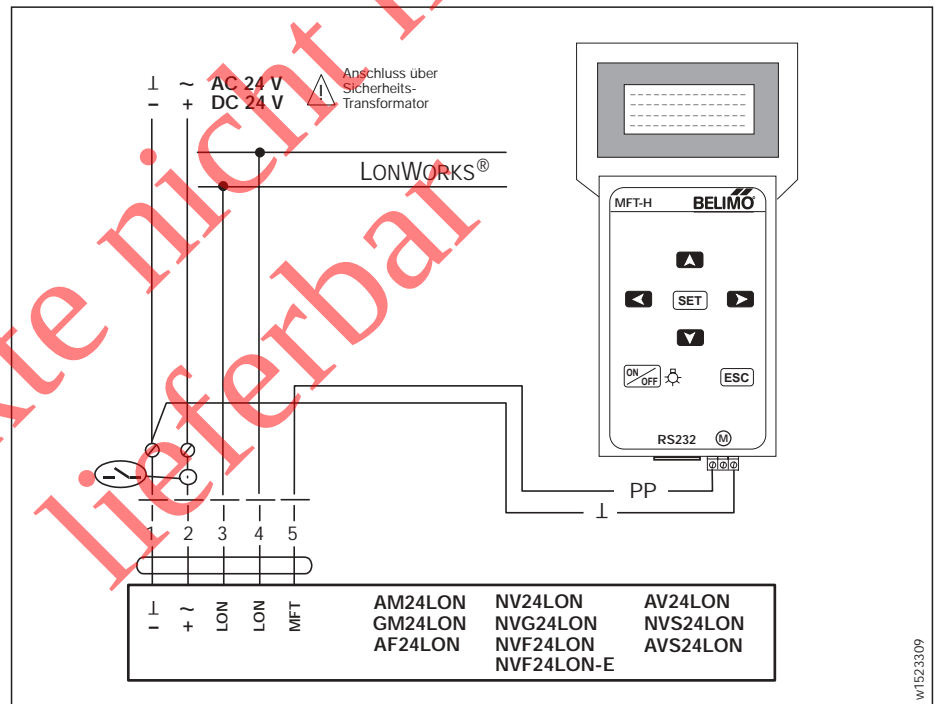 ⊥ ~ AC 24 V
– + DC 24 V
Anschluss über
Sicherheits-
Transformator
LONWORKS®
MFT-H BELIMO
SET
ON/OFF
ESC
RS232 M
PP
⊥
1 2 3 4 5
⊥ ~ LON LON MFT
– +
AM24LON NV24LON AV24LON
GM24LON NVG24LON NVS24LON
AF24LON NVF24LON AVS24LON
NVF24LON-E
w1523309
kte nicht
lieferbar